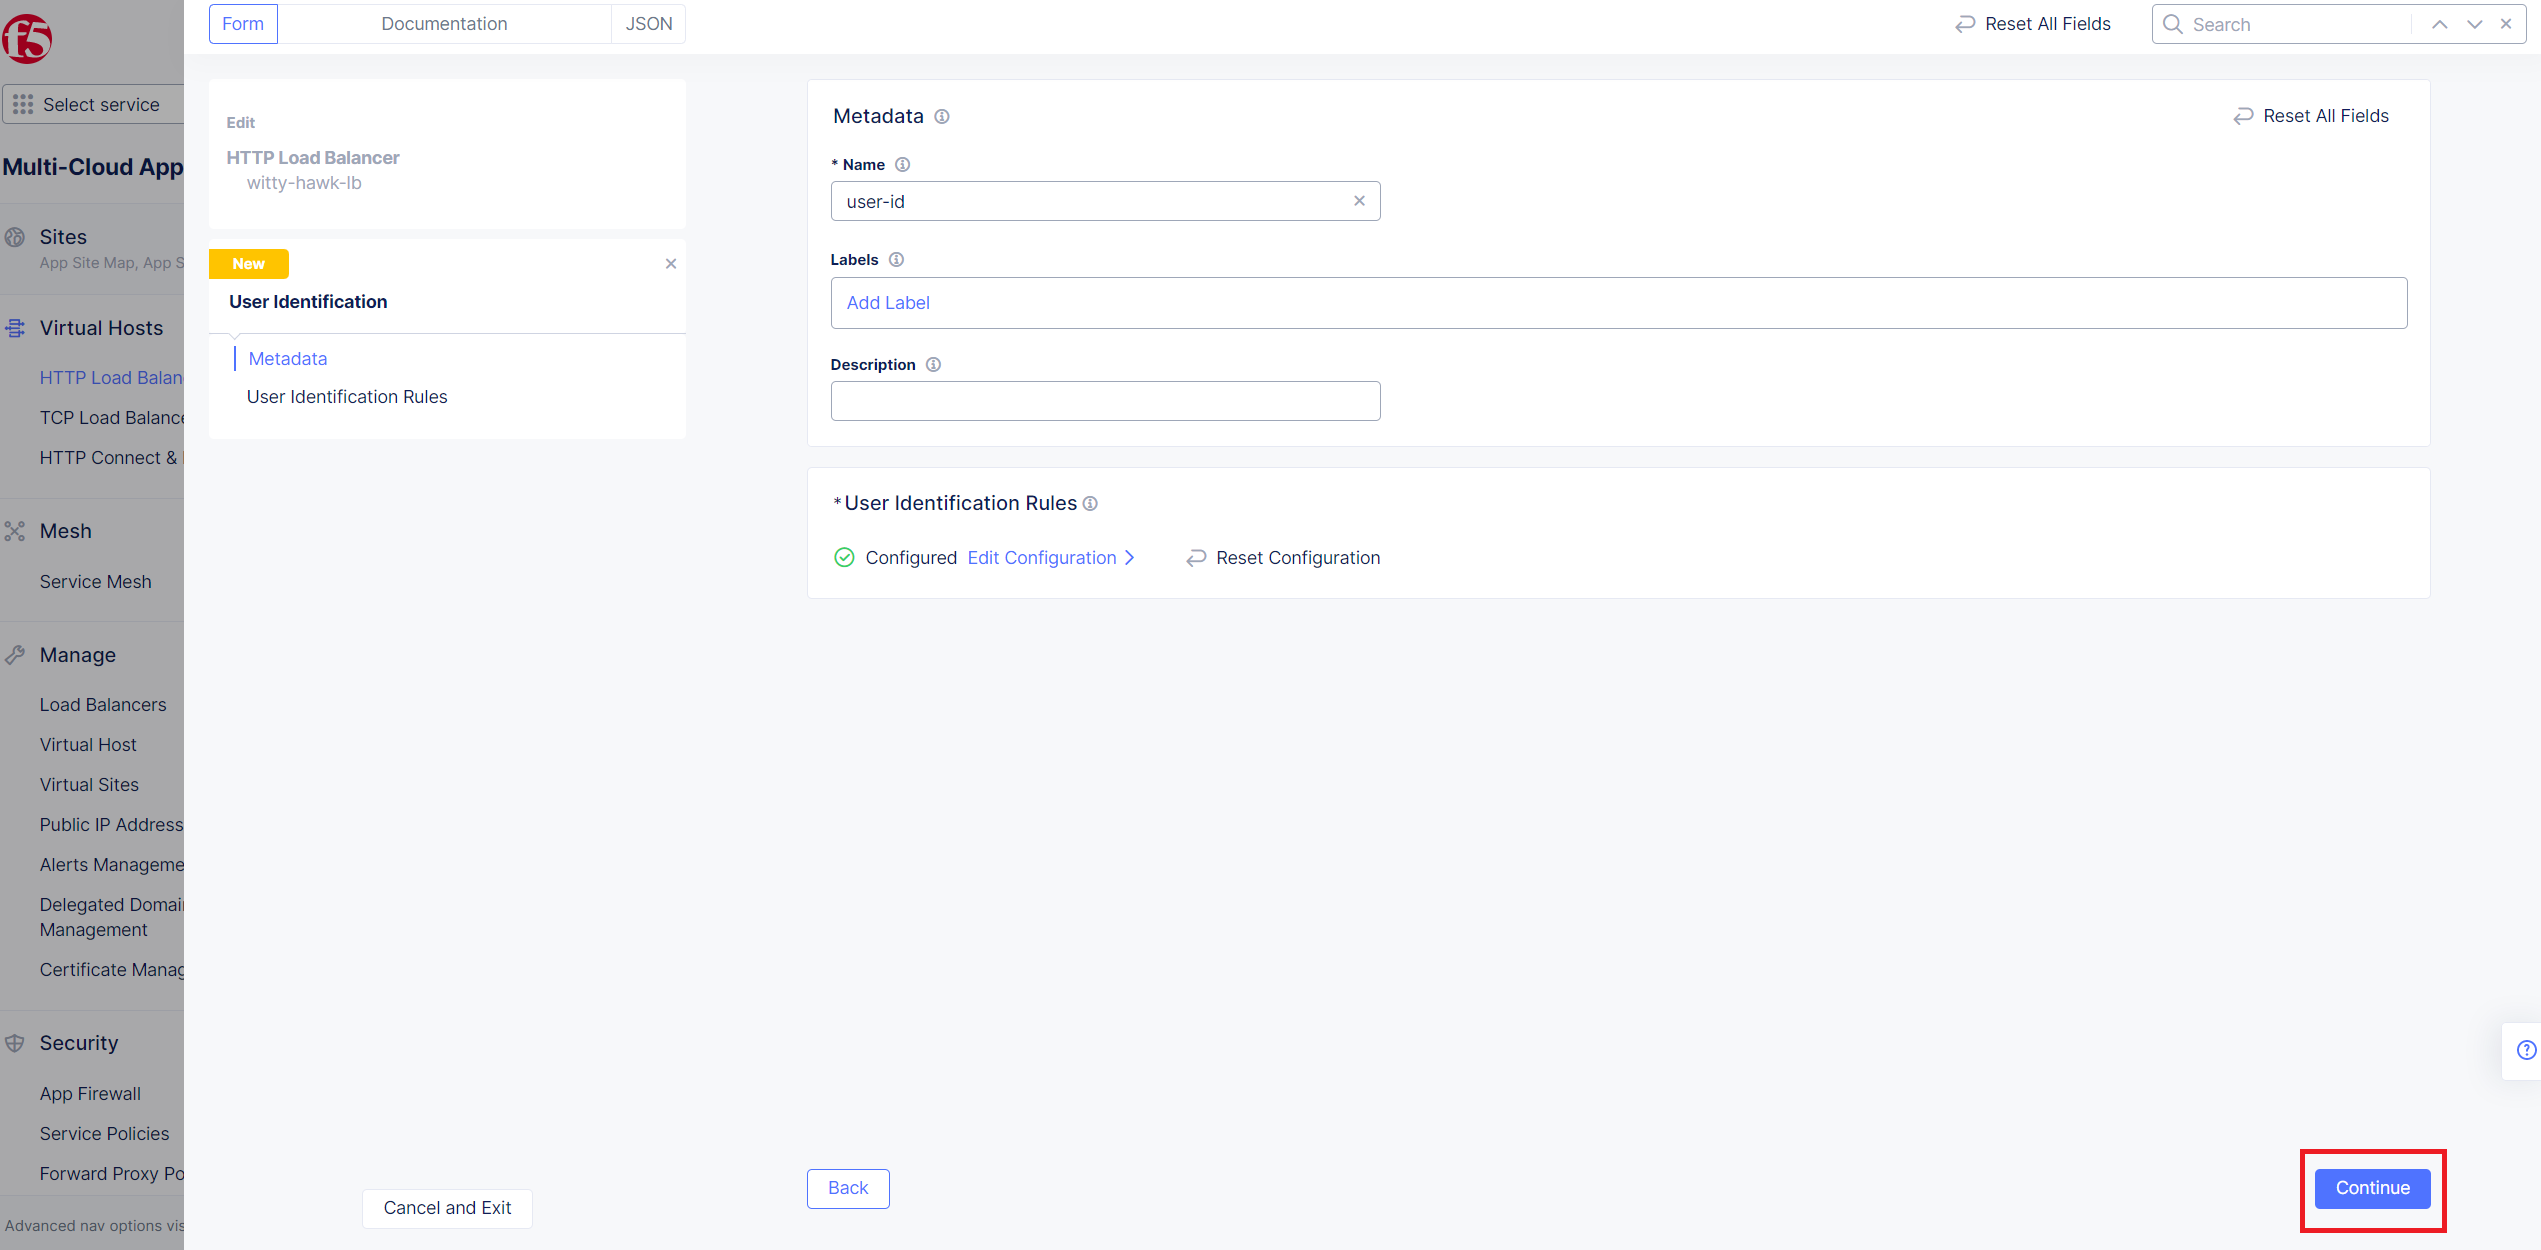 Form
Documentation
JSON
Reset All Fields
Search
f5
Select service
Multi-Cloud App
Sites
App Site Map, App S
Virtual Hosts
HTTP Load Balan
TCP Load Balance
HTTP Connect &
Mesh
Service Mesh
Manage
Load Balancers
Virtual Host
Virtual Sites
Public IP Address
Alerts Manageme
Delegated Domai
Management
Certificate Manag
Security
App Firewall
Service Policies
Forward Proxy Po
Advanced nav options vis
Edit
HTTP Load Balancer
witty-hawk-lb
New
User Identification
Metadata
User Identification Rules
Cancel and Exit
Metadata
Reset All Fields
* Name
user-id
Labels
Add Label
Description
* User Identification Rules
Configured Edit Configuration
Reset Configuration
Back
Continue